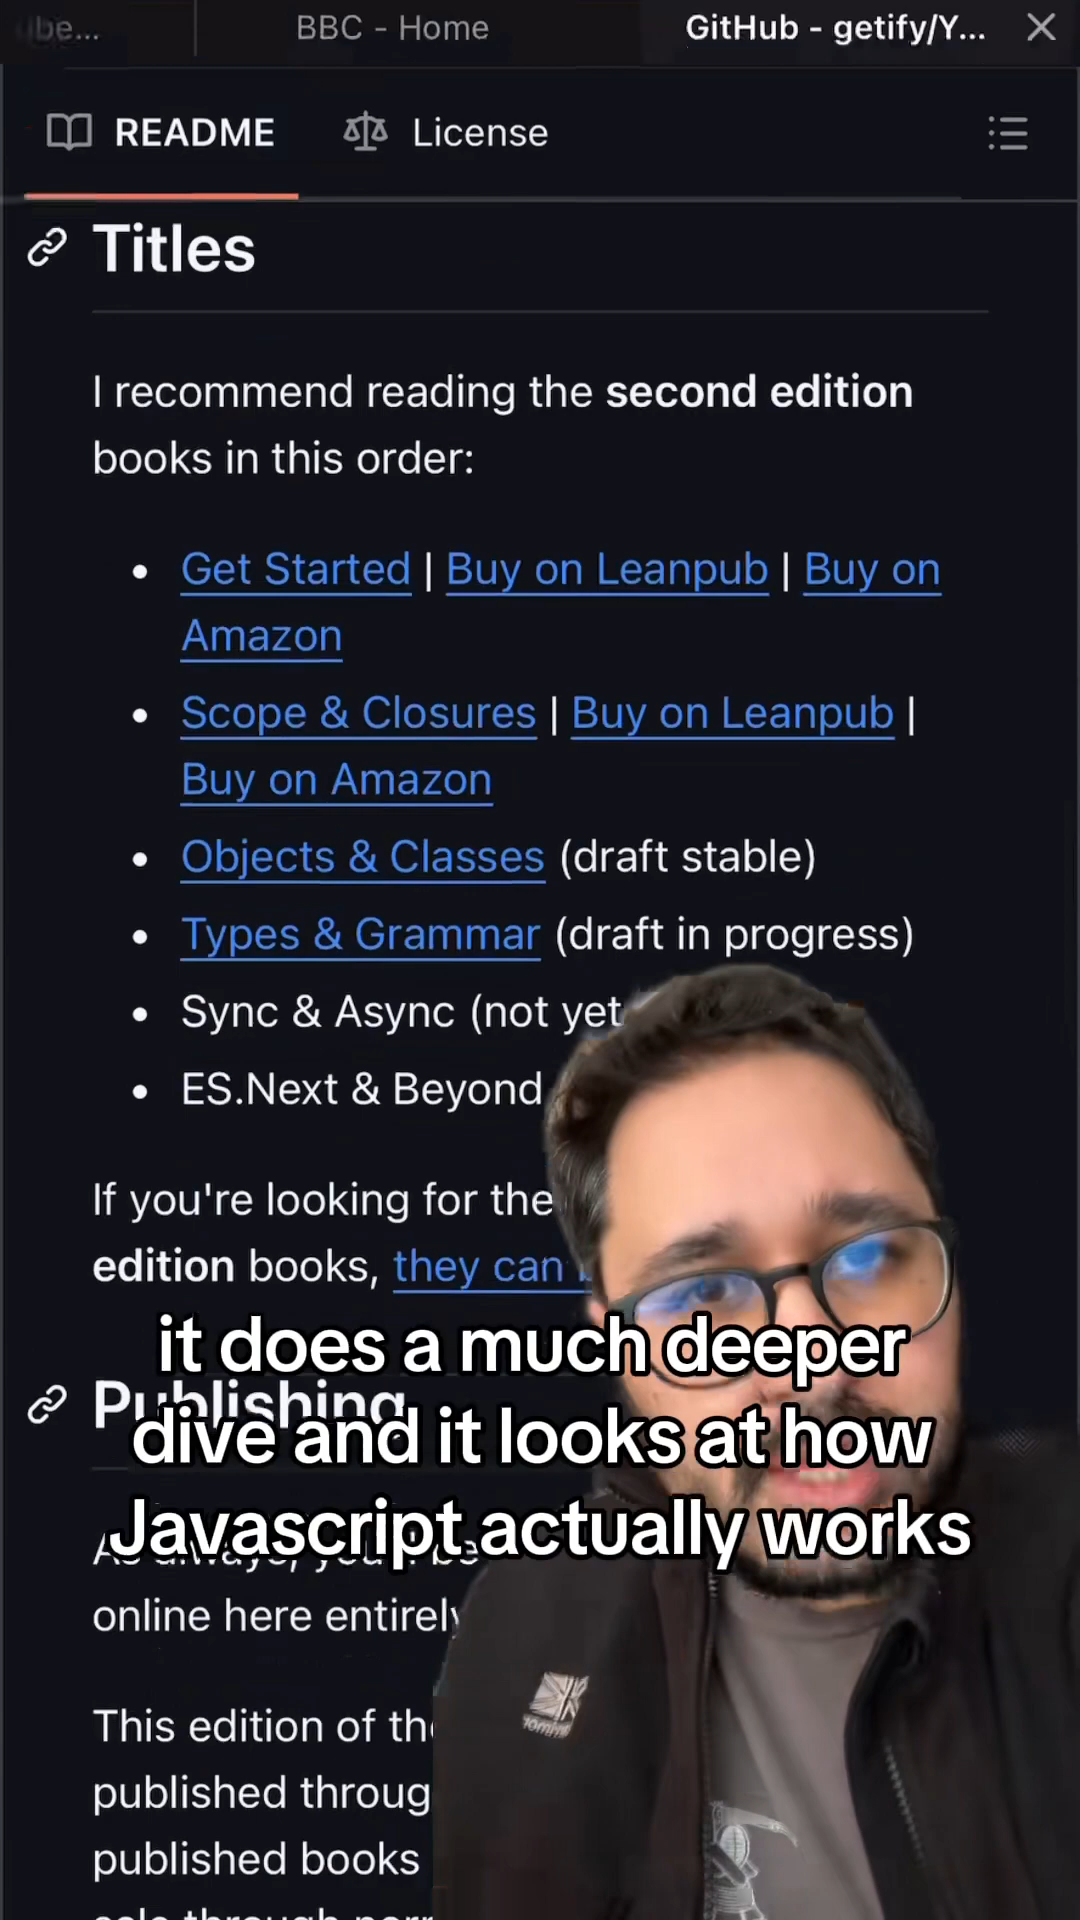 be...
BBC - Home
GitHub - getify/Y...
README
License
Titles
I recommend reading the second edition
books in this order:
Get Started | Buy on Leanpub | Buy on
Amazon
Scope & Closures | Buy on Leanpub |
Buy on Amazon
Objects & Classes (draft stable)
Types & Grammar (draft in progress)
Sync & Async (not yet
ES.Next & Beyond
If you're looking for the
edition books, they can
it does a much deeper
Publishing
dive and it looks at how
Javascript actually works
online here entirely
This edition of the
published throug
published books